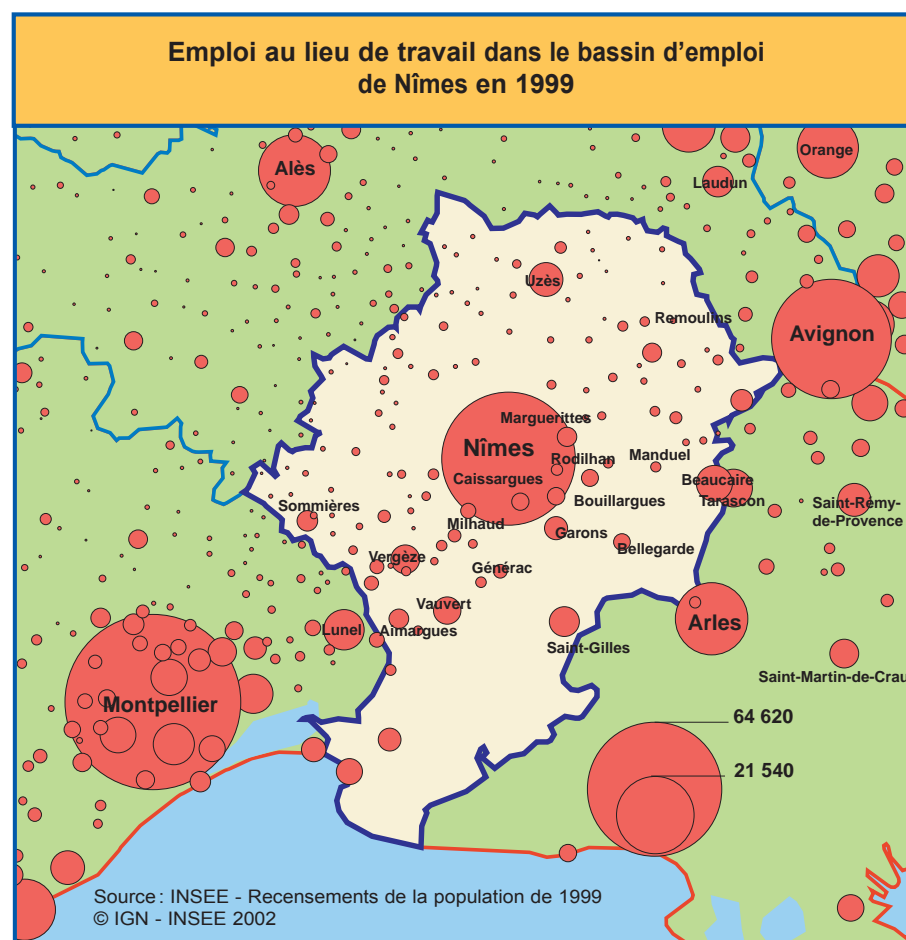 Emploi au lieu de travail dans le bassin d'emploi
de Nîmes en 1999
Alès
Orange
Laudun
Uzès
Remoulins
Avignon
Marguerittes
Nîmes
Rodilhan
Manduel
Caissargues
Beaucaire
Tarascon
Bouillargues
Sommières
Saint-Rémy-
de-Provence
Milhaud
Garons
Bellegarde
Vergèze
Générac
Vauvert
Lunel
Aimargues
Arles
Saint-Gilles
Saint-Martin-de-Crau
Montpellier
64 620
21 540
Source : INSEE - Recensements de la population de 1999
© IGN - INSEE 2002